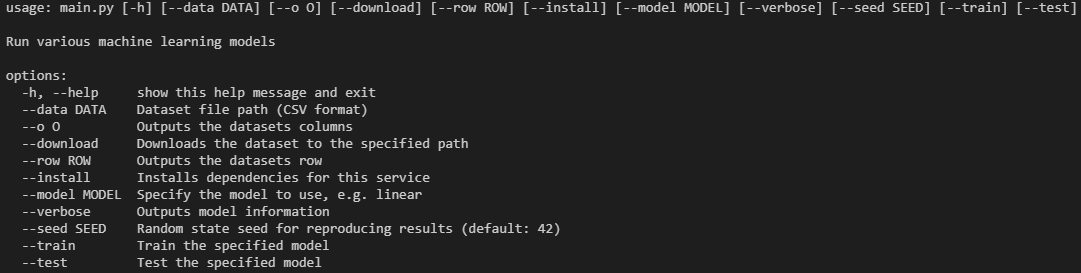 usage: main.py [-h] [--data DATA] [--o O] [--download] [--row ROW] [--install] [--model MODEL] [--verbose] [--seed SEED] [--train] [--test]
Run various machine learning models
options:
-h, --help show this help message and exit
--data DATA Dataset file path (CSV format)
--o O Outputs the datasets columns
--download Downloads the dataset to the specified path
--row ROW Outputs the datasets row
--install Installs dependencies for this service
--model MODEL Specify the model to use, e.g. linear
--verbose Outputs model information
--seed SEED Random state seed for reproducing results (default: 42)
--train Train the specified model
--test Test the specified model